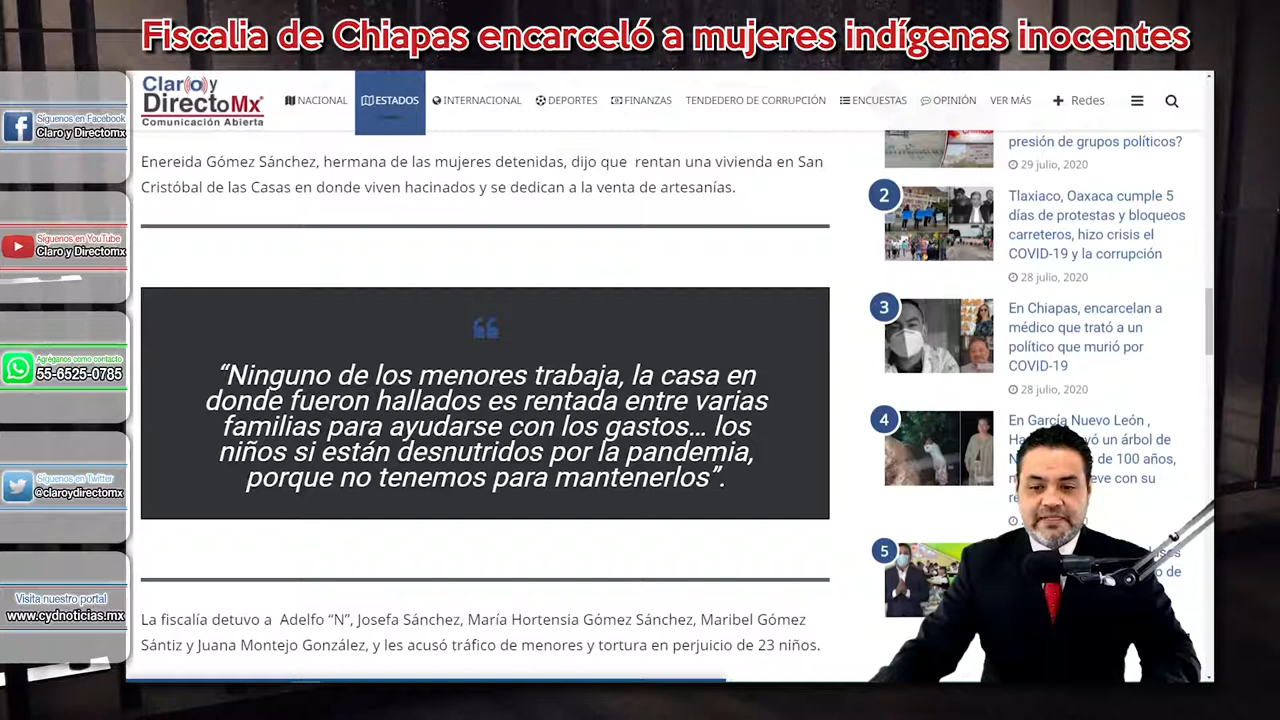 Fiscalia de Chiapas encarceló a mujeres indígenas inocentes
Síguenos en Facebook
Claro y Directomx
Síguenos en YouTube
Claro y Directomx
Agréganos como contacto
55-6525-0785
Síguenos en Twitter
@claroydirectomx
Visita nuestro portal
www.cydnoticias.mx
Claro y
DirectoMx
Comunicación Abierta
NACIONAL ESTADOS INTERNACIONAL DEPORTES FINANZAS TENDEDERO DE CORRUPCIÓN ENCUESTAS OPINIÓN VER MÁS + Redes
Enereida Gómez Sánchez, hermana de las mujeres detenidas, dijo que rentan una vivienda en San
Cristóbal de las Casas en donde viven hacinados y se dedican a la venta de artesanías.
“Ninguno de los menores trabaja, la casa en
donde fueron hallados es rentada entre varias
familias para ayudarse con los gastos... los
niños si están desnutridos por la pandemia,
porque no tenemos para mantenerlos”.
La fiscalía detuvo a Adelfo “N”, Josefa Sánchez, María Hortensia Gómez Sánchez, Maribel Gómez
Sántiz y Juana Montejo González, y les acusó tráfico de menores y tortura en perjuicio de 23 niños.
presión de grupos políticos?
29 julio, 2020
2
Tlaxiaco, Oaxaca cumple 5
días de protestas y bloqueos
carreteros, hizo crisis el
COVID-19 y la corrupción
28 julio, 2020
3
En Chiapas, encarcelan a
médico que trató a un
político que murió por
COVID-19
28 julio, 2020
4
En García Nuevo León ,
un árbol de
de 100 años,
con su
5
de